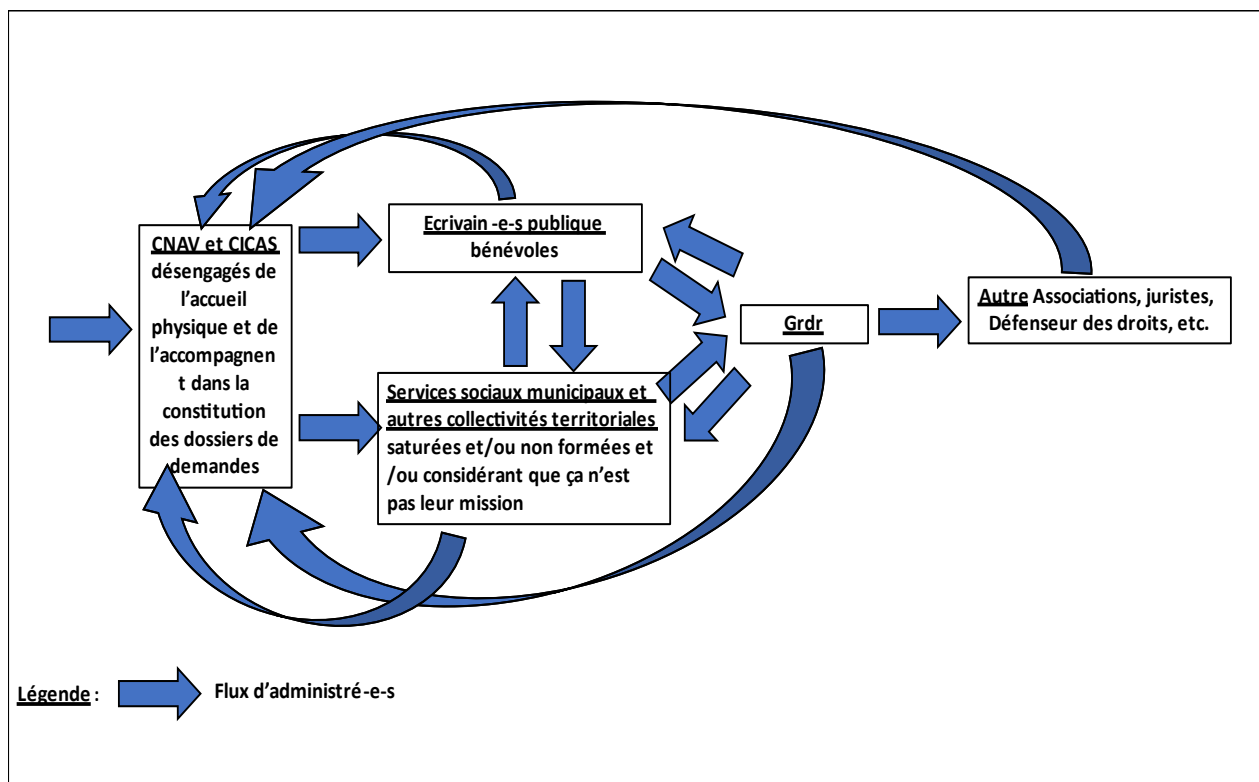 CNAV et CICAS
désengagés de
l'accueil
physique et de
l'accompagnen
t dans la
constitution
des dossiers de
demandes
Ecrivain -e-s publique
bénévoles
Services sociaux municipaux et
autres collectivités territoriales
saturées et/ou non formées et
/ou considérant que ça n'est
pas leur mission
Grdr
Autre Associations, juristes,
Défenseur des droits, etc.
Légende : Flux d'administré-e-s